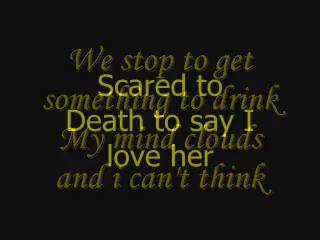 We stop to get
something to drink
My mind clouds
and i can't think
Scared to
Death to say I
love her